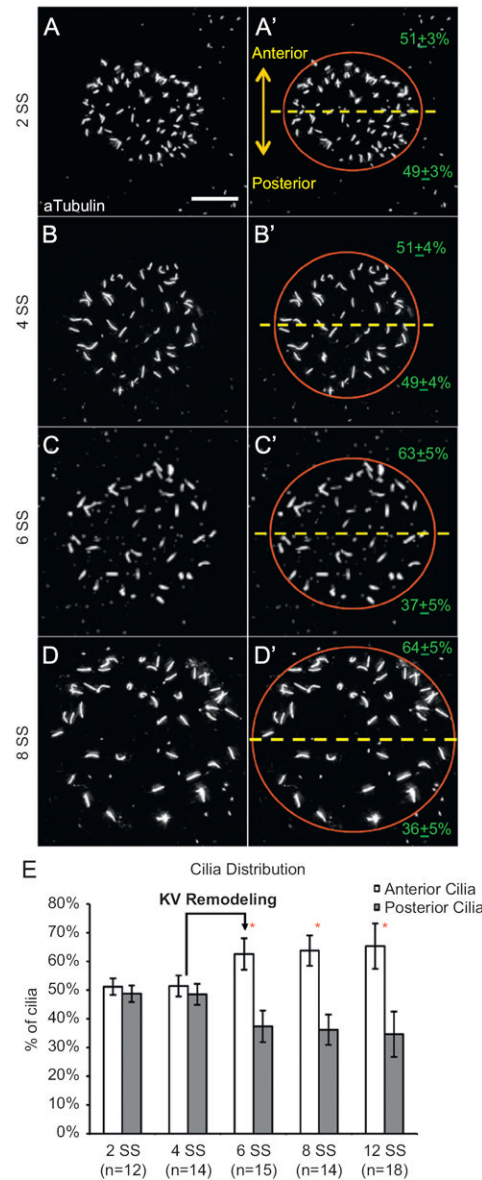 A
A'
51±3%
Anterior
2 SS
Posterior
49±3%
aTubulin
B
B'
51±4%
4 SS
49±4%
C
C'
63±5%
6 SS
37±5%
D
D'
64±5%
8 SS
36±5%
E
Cilia Distribution
KV Remodeling
Anterior Cilia
Posterior Cilia
* * *
% of cilia
80%
70%
60%
50%
40%
30%
20%
10%
0%
2 SS 4 SS 6 SS 8 SS 12 SS
(n=12) (n=14) (n=15) (n=14) (n=18)